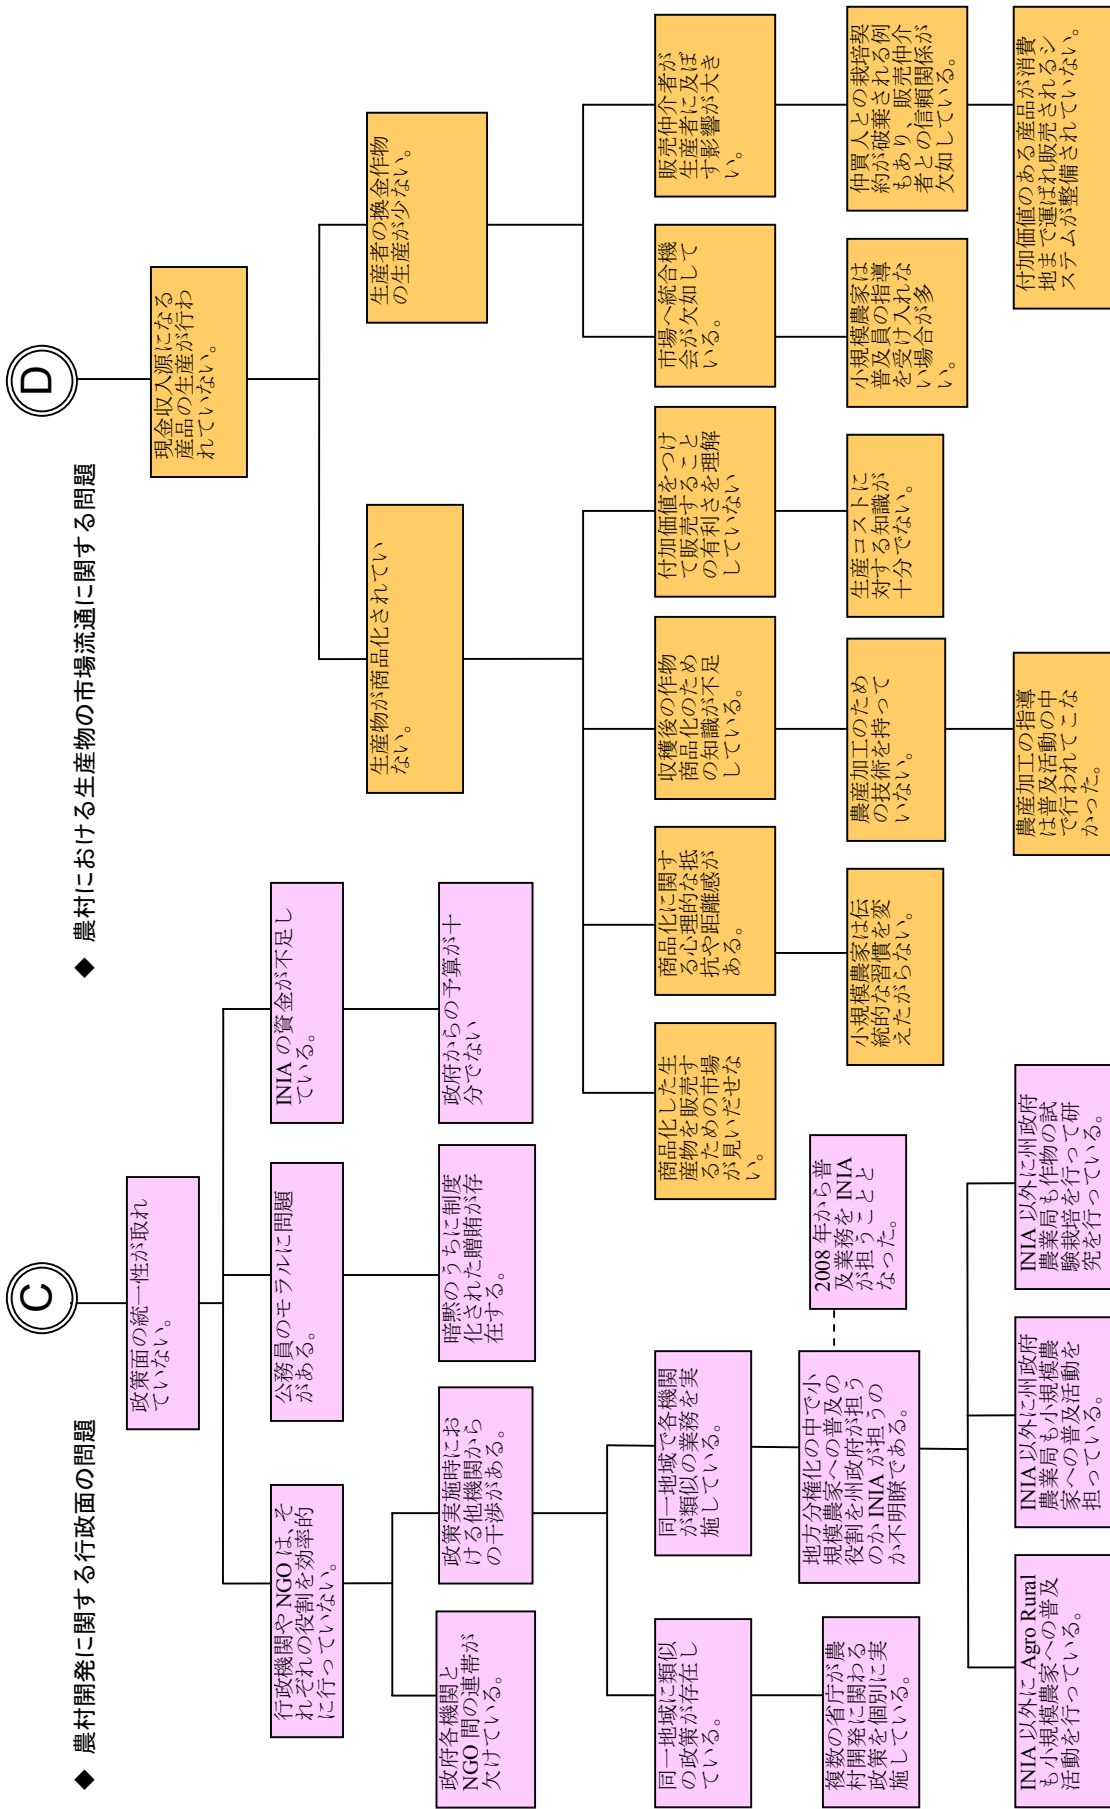 ◆ 農村開発に関する行政面の問題
C
政策面の統一性が取れ
ていない。
行政機関や NGO は、そ
れぞれの役割を効率的
に行っていない。
公務員のモラルに問題
がある。
INIA の資金が不足し
ている。
政府各機関と
NGO 間の連帯が
欠けている。
政策実施時にお
ける他機関から
の干渉がある。
暗黙のうちに制度
化された贈賄が存
在する。
政府からの予算が十
分でない
同一地域に類似
の政策が存在し
ている。
同一地域で各機関
が類似の業務を実
施している。
複数の省庁が農
村開発に関わる
政策を個別に実
施している。
地方分権化の中で小
規模農家への普及の
役割を州政府が担う
のか INIA が担うの
か不明瞭である。
2008 年から普
及業務を INIA
が担うことと
なった。
INIA 以外に Agro Rural
も小規模農家への普及
活動を行っている。
INIA 以外に州政府
農業局も小規模農
家への普及活動を
担っている。
INIA 以外に州政府
農業局も作物の試
験栽培を行って研
究を行っている。
◆ 農村における生産物の市場流通に関する問題
D
現金収入源になる
産品の生産が行わ
れていない。
生産物が商品化されてい
ない。
生産者の換金作物
の生産が少ない。
商品化した生
産物を販売す
るための市場
が見いだせな
い。
商品化に関す
る心理的な抵
抗や距離感が
ある。
収穫後の作物
商品化のため
の知識が不足
している。
付加価値をつけ
て販売すること
の有利さを理解
していない
市場へ統合機
会が欠如して
いる。
販売仲介者が
生産者に及ぼ
す影響が大き
い。
小規模農家は伝
統的な習慣を変
えたがらない。
農産加工のため
の技術を持って
いない。
生産コストに
対する知識が
十分でない。
小規模農家は
普及員の指導
を受け入れな
い場合が多
い。
仲買人との栽培契
約が破棄される例
もあり、販売仲介
者との信頼関係が
欠如している。
農産加工の指導
は普及活動の中
で行われてこな
かった。
付加価値のある産品が消費
地まで運ばれ販売されるシ
ステムが整備されていない。